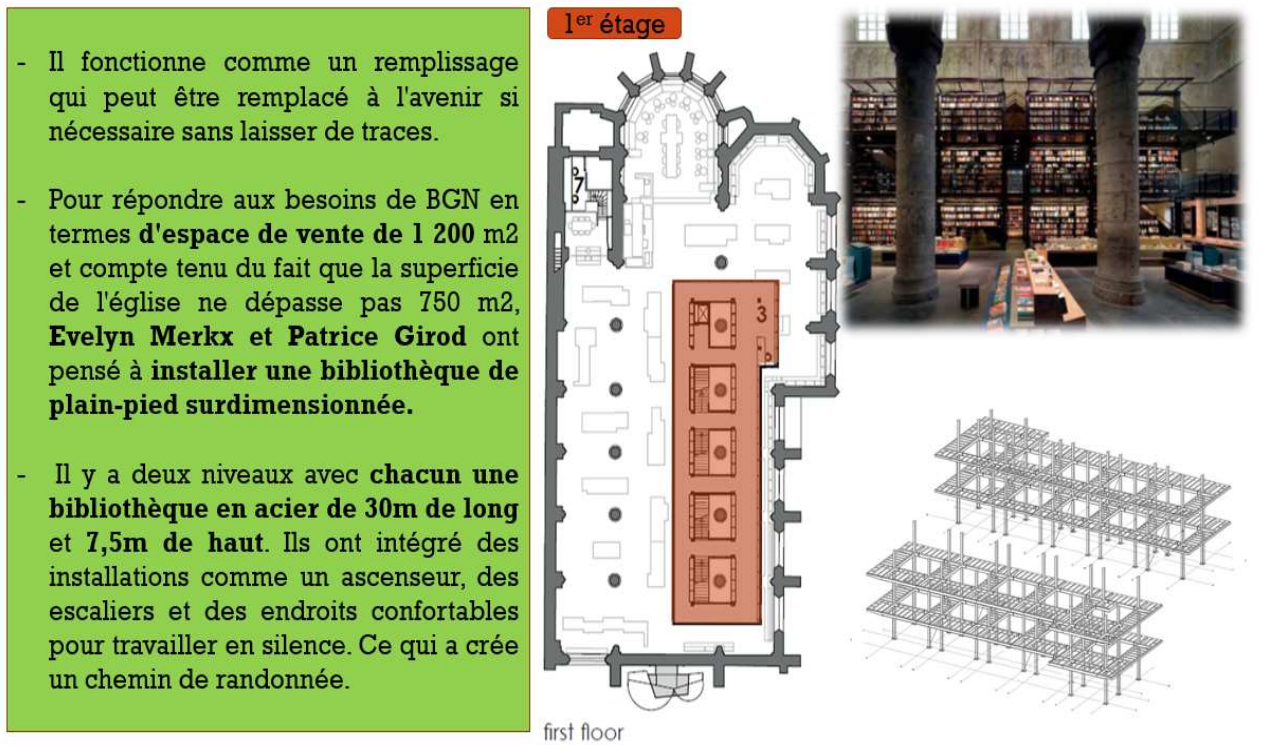 - Il fonctionne comme un remplissage
qui peut être remplacé à l'avenir si
nécessaire sans laisser de traces.
- Pour répondre aux besoins de BGN en
termes d'espace de vente de 1 200 m2
et compte tenu du fait que la superficie
de l'église ne dépasse pas 750 m2,
Evelyn Merkx et Patrice Girod ont
pensé à installer une bibliothèque de
plain-pied surdimensionnée.
- Il y a deux niveaux avec chacun une
bibliothèque en acier de 30m de long
et 7,5m de haut. Ils ont intégré des
installations comme un ascenseur, des
escaliers et des endroits confortables
pour travailler en silence. Ce qui a crée
un chemin de randonnée.
1er étage
7
3
first floor